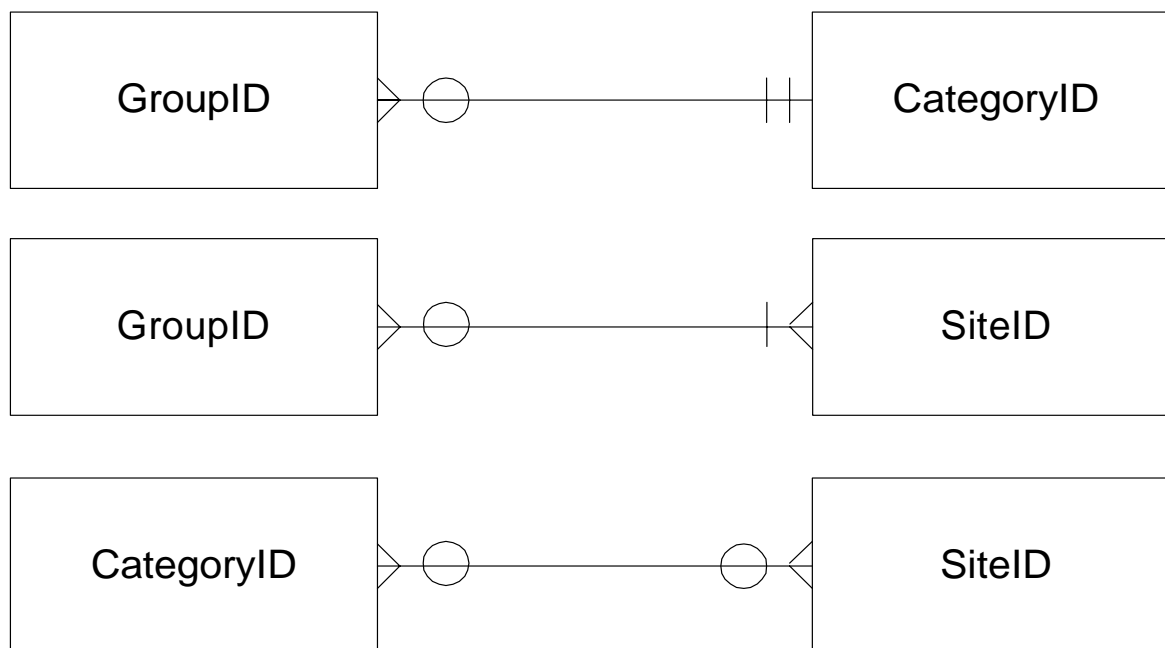 GroupID
CategoryID
GroupID
SiteID
CategoryID
SiteID